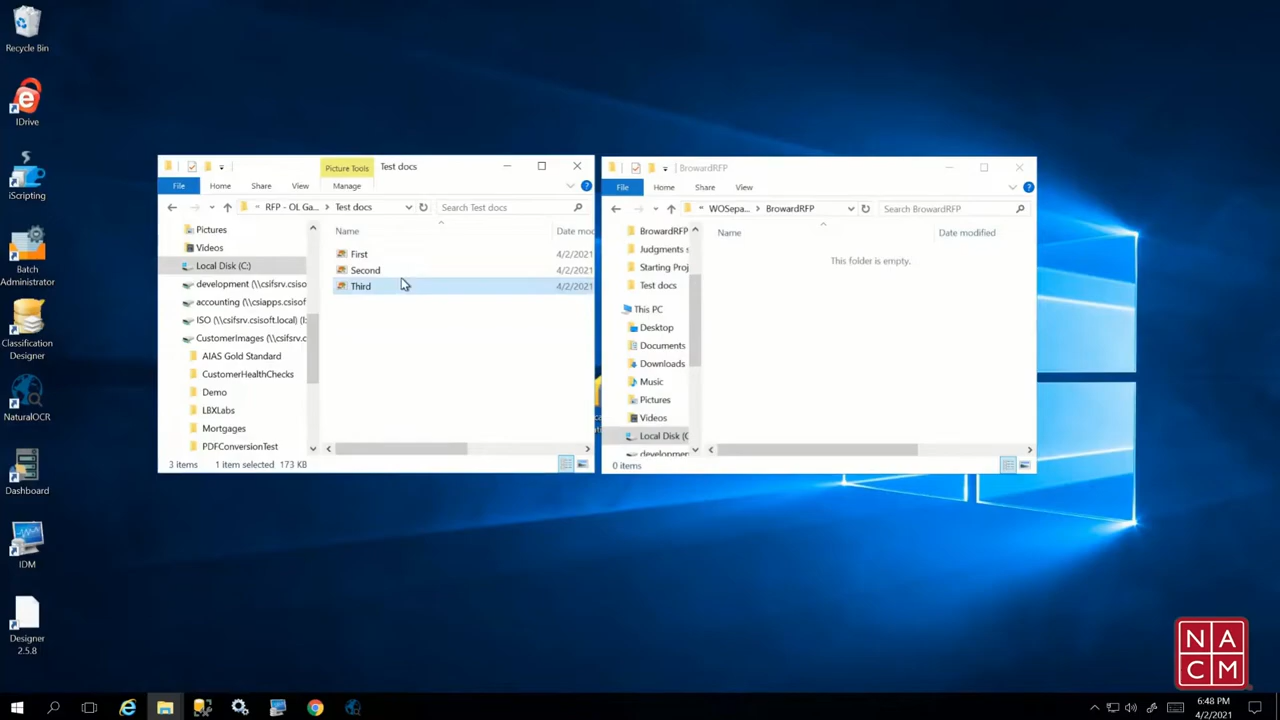 Recycle Bin
IDrive
iScripting
Batch
Administrator
Classification
Designer
NaturalOCR
Dashboard
IDM
Designer
2.5.8
Picture Tools
Test docs
File
Home
Share
View
Manage
RFP - OL Ga...
Test docs
Search Test docs
Pictures
Videos
Local Disk (C:)
development (\\csifsrv.csiso
accounting (\\csiapps.csisof
ISO (\\csifsrv.csisoft.local) (I:
CustomerImages (\\csifsrv.c
AIAS Gold Standard
CustomerHealthChecks
Demo
LBXLabs
Mortgages
PDFConversionTest
Name
Date mo
First
4/2/2021
Second
4/2/2021
Third
4/2/2021
3 items
1 item selected 173 KB
BrowardRFP
File
Home
Share
View
« WOSepa...
BrowardRFP
Search BrowardRFP
BrowardRFP
Judgments s
Starting Proj
Test docs
This PC
Desktop
Documents
Downloads
Music
Pictures
Videos
Local Disk (C
developmen
Name
Date modified
This folder is empty.
0 items
NACM
6:48 PM
4/2/2021